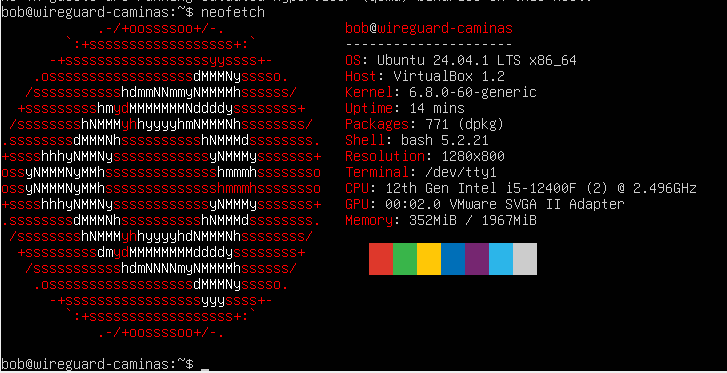 bob@wireguard-caminas:~$ neofetch
.-/+oossssoo+/-.
`:+ssssssssssssssssss+:`
-+ssssssssssssssssssyyssss+-
.ossssssssssssssssssdMMMNysssso.
/ssssssssssshdmmNNmmyNMMMMhssssss/
+ssssssssshmydMMMMMMMNddddyssssssss+
/sssssssshNMMMyhhyyyyhmNMMMNhssssssss/
.ssssssssdMMMNhsssssssssshNMMMdssssssss.
+sssshhhyNMMNyssssssssssssyNMMMysssssss+
ossyNMMMNyMMhsssssssssssssshmmmhssssssso
ossyNMMMNyMMhsssssssssssssshmmmhssssssso
+sssshhhyNMMNyssssssssssssyNMMMysssssss+
.ssssssssdMMMNhsssssssssshNMMMdssssssss.
/sssssssshNMMMyhhyyyyhdNMMMNhssssssss/
+sssssssssdmydMMMMMMMMddddyssssssss+
/ssssssssssshdmNNNNmyNMMMMhssssss/
.ossssssssssssssssssdMMMNysssso.
-+sssssssssssssssssyyyssss+-
`:+ssssssssssssssssss+:`
.-/+oossssoo+/-.
bob@wireguard-caminas
---------------------
OS: Ubuntu 24.04.1 LTS x86_64
Host: VirtualBox 1.2
Kernel: 6.8.0-60-generic
Uptime: 14 mins
Packages: 771 (dpkg)
Shell: bash 5.2.21
Resolution: 1280x800
Terminal: /dev/tty1
CPU: 12th Gen Intel i5-12400F (2) @ 2.496GHz
GPU: 00:02.0 VMware SVGA II Adapter
Memory: 352MiB / 1967MiB
bob@wireguard-caminas:~$ _